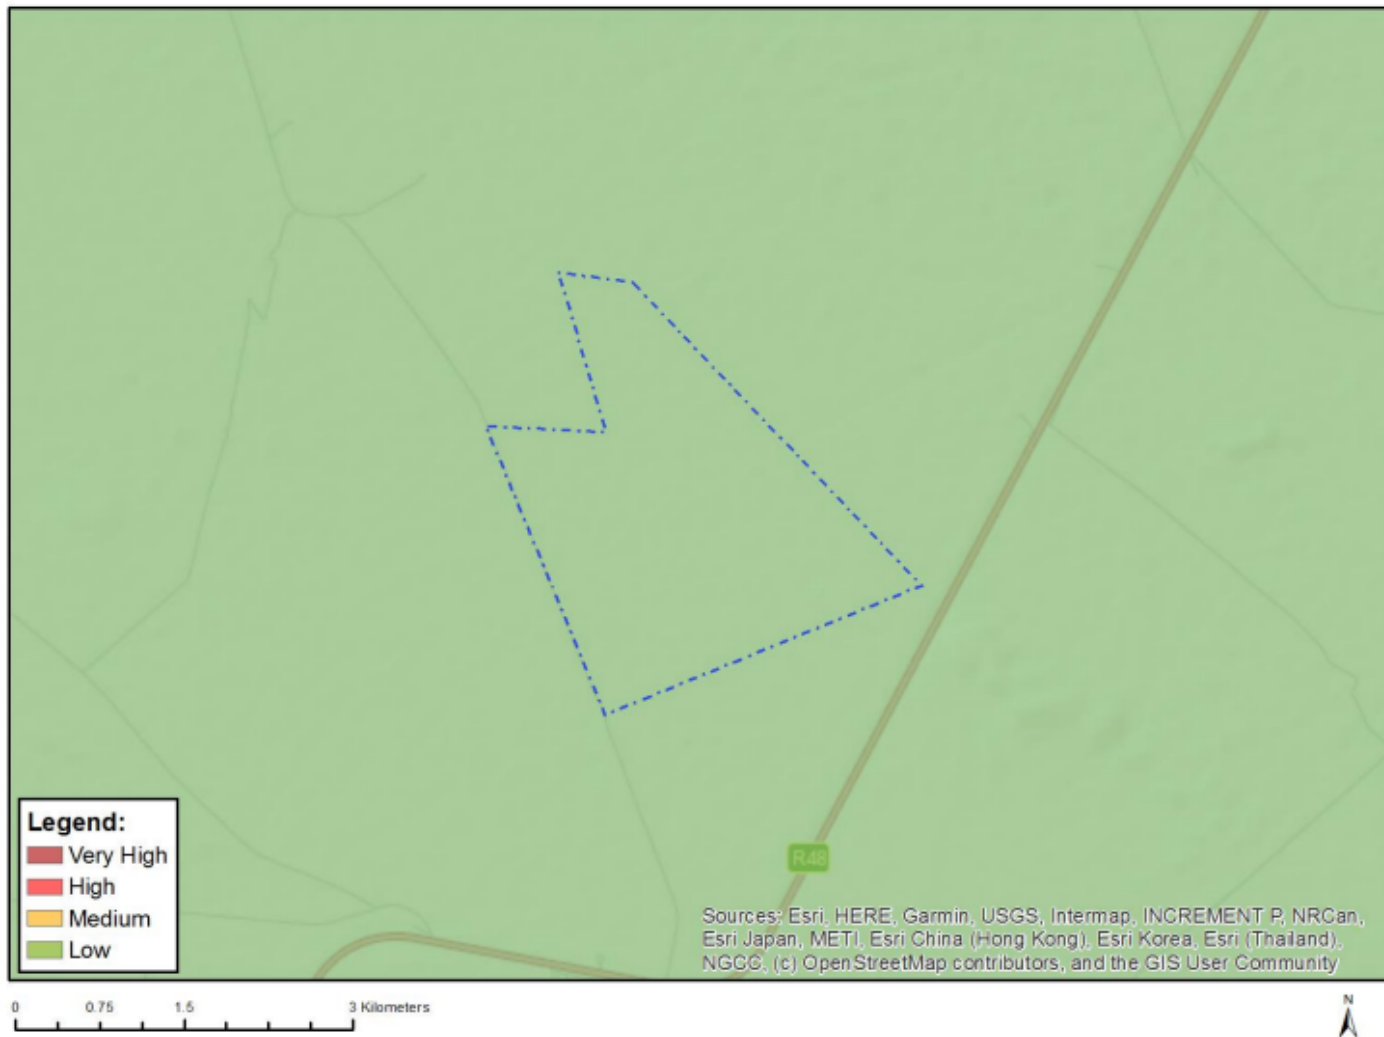 R48
Legend:
Very High
High
Medium
Low
Sources: Esri, HERE, Garmin, USGS, Intermap, INCREMENT P, NRCan,
Esri Japan, METI, Esri China (Hong Kong), Esri Korea, Esri (Thailand),
NGCC, (c) OpenStreetMap contributors, and the GIS User Community
0 0.75 1.5 3 Kilometers
N